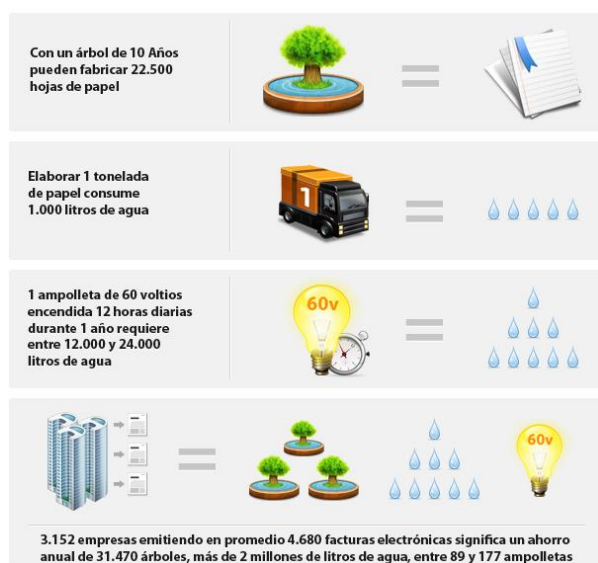 Con un árbol de 10 Años
pueden fabricar 22.500
hojas de papel
Elaborar 1 tonelada
de papel consume
1.000 litros de agua
1
1 ampolleta de 60 voltios
encendida 12 horas diarias
durante 1 año requiere
entre 12.000 y 24.000
litros de agua
60v
60v
3.152 empresas emitiendo en promedio 4.680 facturas electrónicas significa un ahorro
anual de 31.470 árboles, más de 2 millones de litros de agua, entre 89 y 177 ampolletas